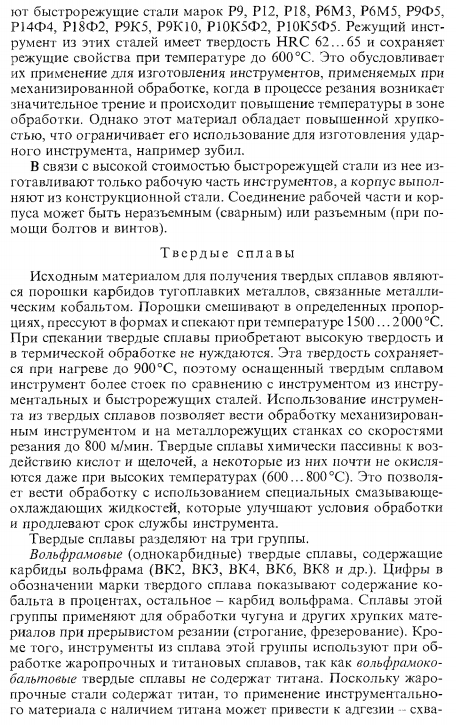 ют быстрорежущие стали марок Р9, Р12, Р18, Р6М3, Р6М5, Р9Ф5,
Р14Ф4, Р18Ф2, Р9К5, Р9К10, Р10К5Ф2, Р10К5Ф5. Режущий инст-
румент из этих сталей имеет твердость HRC 62...65 и сохраняет
режущие свойства при температуре до 600°С. Это обусловливает
их применение для изготовления инструментов, применяемых при
механизированной обработке, когда в процессе резания возникает
значительное трение и происходит повышение температуры в зоне
обработки. Однако этот материал обладает повышенной хрупко-
стью, что ограничивает его использование для изготовления удар-
ного инструмента, например зубил.
В связи с высокой стоимостью быстрорежущей стали из нее из-
готавливают только рабочую часть инструментов, а корпус выпол-
няют из конструкционной стали. Соединение рабочей части и кор-
пуса может быть неразъемным (сварным) или разъемным (при по-
мощи болтов и винтов).
Твердые сплавы
Исходным материалом для получения твердых сплавов являют-
ся порошки карбидов тугоплавких металлов, связанные металли-
ческим кобальтом. Порошки смешивают в определенных пропор-
циях, прессуют в формах и спекают при температуре 1500...2000°С.
При спекании твердые сплавы приобретают высокую твердость и
в термической обработке не нуждаются. Эта твердость сохраняет-
ся при нагреве до 900°С, поэтому оснащенный твердым сплавом
инструмент более стоек по сравнению с инструментом из инстру-
ментальных и быстрорежущих сталей. Использование инструмен-
та из твердых сплавов позволяет вести обработку механизирован-
ным инструментом и на металлорежущих станках со скоростями
резания до 800 м/мин. Твердые сплавы химически пассивны к воз-
действию кислот и щелочей, а некоторые из них почти не окисля-
ются даже при высоких температурах (600...800°С). Это позволя-
ет вести обработку с использованием специальных смазывающе-
охлаждающих жидкостей, которые улучшают условия обработки
и продлевают срок службы инструмента.
Твердые сплавы разделяют на три группы.
Вольфрамовые (однокарбидные) твердые сплавы, содержащие
карбиды вольфрама (ВК2, ВК3, ВК4, ВК6, ВК8 и др.). Цифры в
обозначении марки твердого сплава показывают содержание ко-
бальта в процентах, остальное – карбид вольфрама. Сплавы этой
группы применяют для обработки чугуна и других хрупких мате-
риалов при прерывистом резании (строгание, фрезерование). Кро-
ме того, инструменты из сплава этой группы используют при об-
работке жаропрочных и титановых сплавов, так как вольфрамоко-
бальтовые твердые сплавы не содержат титана. Поскольку жаро-
прочные стали содержат титан, то применение инструментально-
го материала с наличием титана может привести к адгезии – схва-